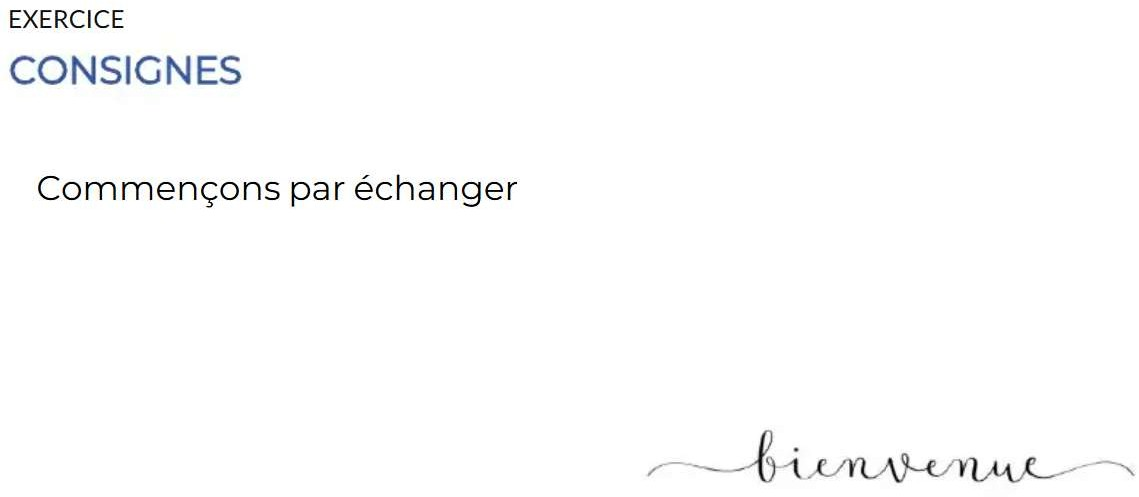 EXERCICE
CONSIGNES
Commençons par échanger
bienvenue